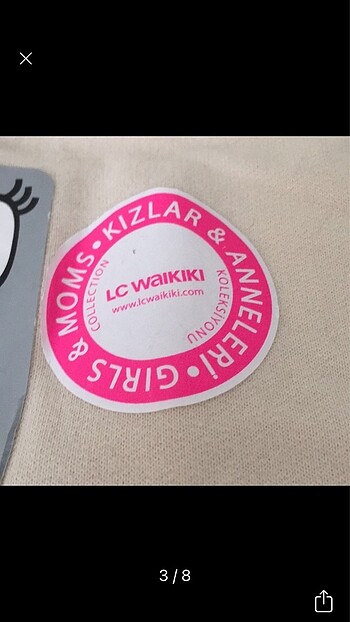 KIZLAR & ANNELERİ • GIRLS & MOMS •
COLLECTION
KOLEKSİYONU
LC WAIKIKI
www.lcwaikiki.com
3 / 8